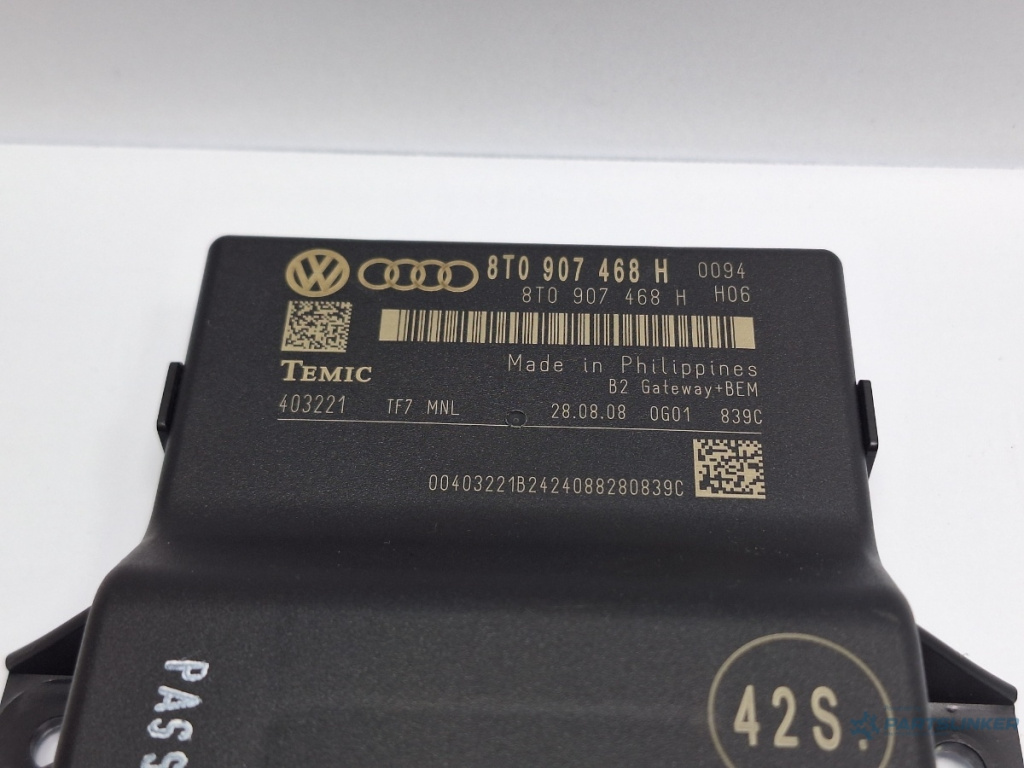 8T0 907 468 H 0094
8T0 907 468 H H06
TEMIC
Made in Philippines
B2 Gateway+BEM
403221 TF7 MNL 28.08.08 0G01 839C
00403221B2424088280839C
PASS
42S.
PARTSLINKER